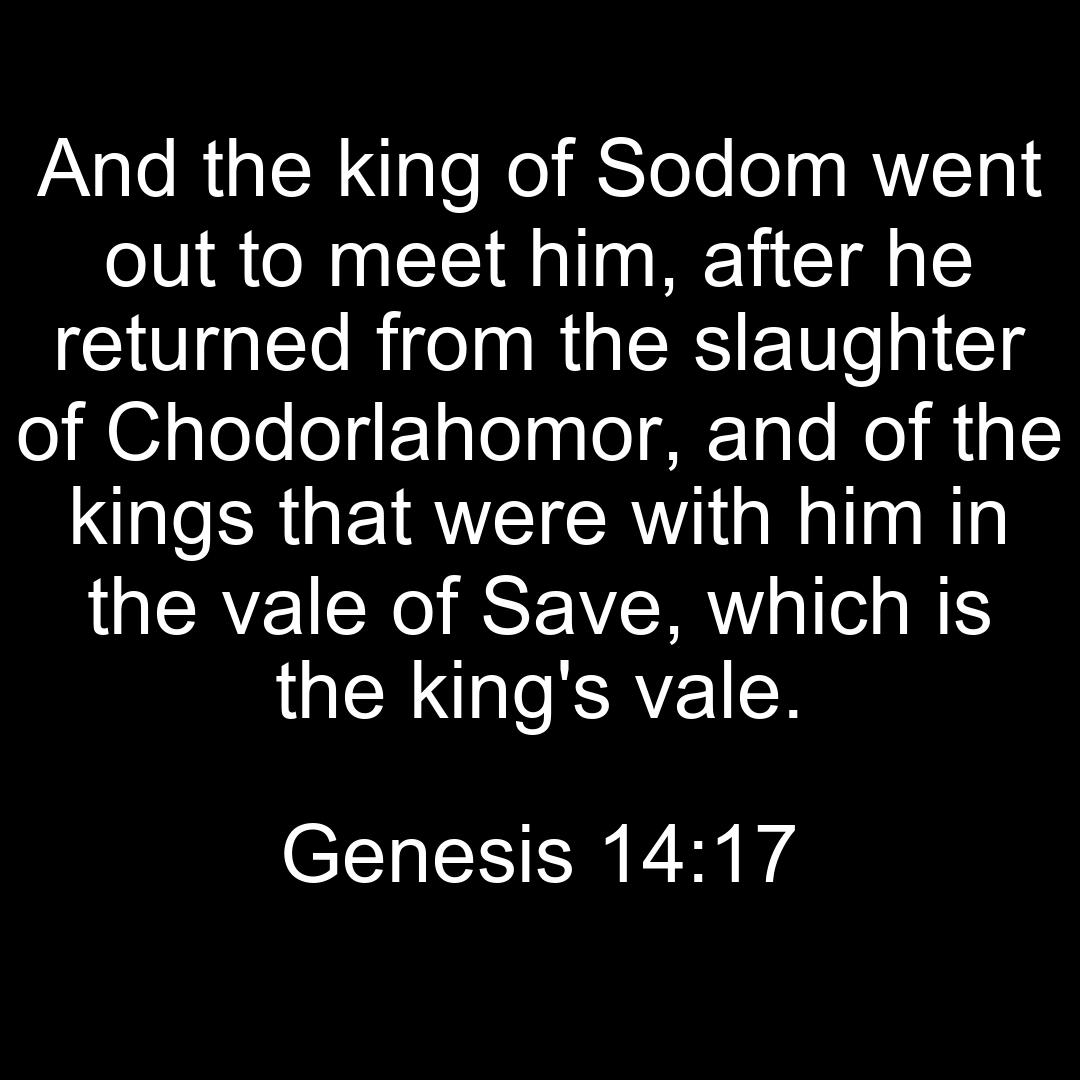 And the king of Sodom went
out to meet him, after he
returned from the slaughter
of Chodorlahomor, and of the
kings that were with him in
the vale of Save, which is
the king's vale.
Genesis 14:17